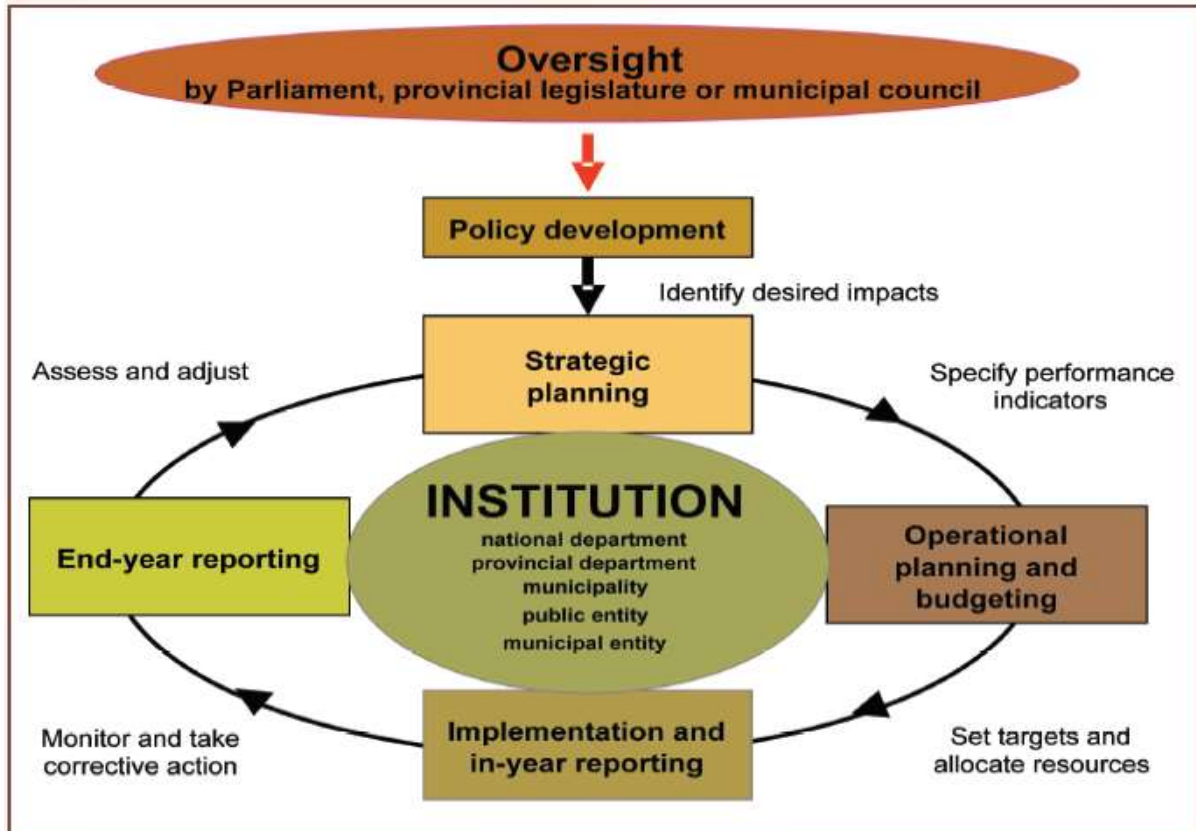 Oversight
by Parliament, provincial legislature or municipal council
Policy development
Identify desired impacts
Strategic
planning
Assess and adjust
Specify performance
indicators
INSTITUTION
national department
provincial department
municipality
public entity
municipal entity
End-year reporting
Operational
planning and
budgeting
Implementation and
in-year reporting
Monitor and take
corrective action
Set targets and
allocate resources